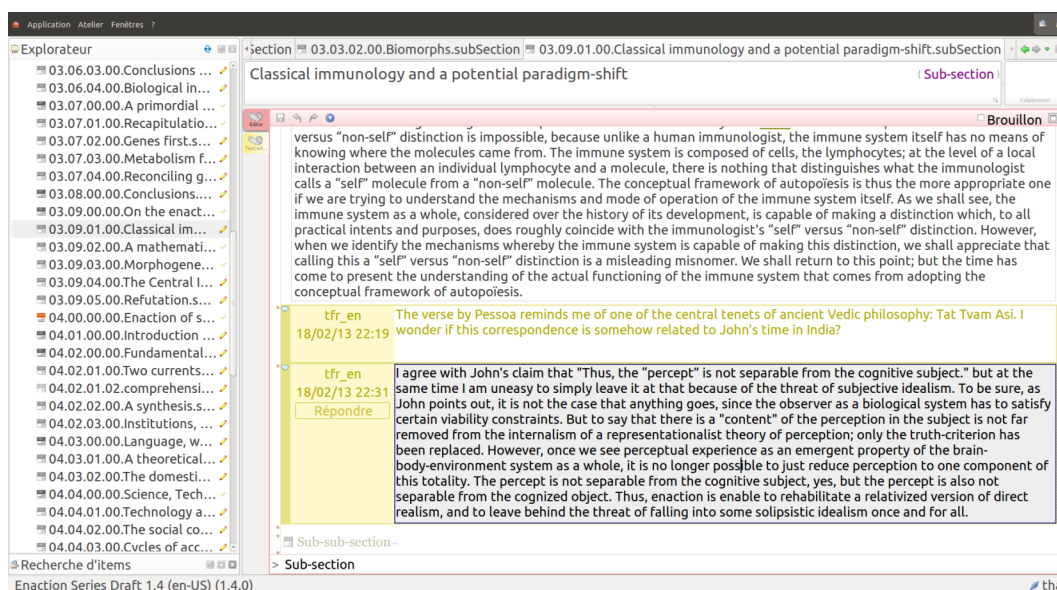 Application Atelier Fenêtres ?
Explorateur
Section 03.03.02.00.Biomorphs.subSection 03.09.01.00.Classical immunology and a potential paradigm-shift.subSection
03.06.03.00.Conclusions ...
03.06.04.00.Biological in...
03.07.00.00.A primordial ...
03.07.01.00.Recapitulatio...
03.07.02.00.Genes first.s...
03.07.03.00.Metabolism f...
03.07.04.00.Reconciling g...
03.08.00.00.Conclusions....
03.09.00.00.On the enact...
03.09.01.00.Classical im...
03.09.02.00.A mathemati...
03.09.03.00.Morphogene...
03.09.04.00.The Central I...
03.09.05.00.Refutation.s...
04.00.00.00.Enaction of s...
04.01.00.00.Introduction ...
04.02.00.00.Fundamental...
04.02.01.00.Two currents...
04.02.01.02.comprehensi...
04.02.02.00.A synthesis.s...
04.02.03.00.Institutions, ...
04.03.00.00.Language, w...
04.03.01.00.A theoretical...
04.03.02.00.The domesti...
04.04.00.00.Science, Tech...
04.04.01.00.Technology a...
04.04.02.00.The social co...
04.04.03.00.Cycles of acc...
Recherche d'items
Classical immunology and a potential paradigm-shift
( Sub-section )
Collaboration
Editor
Brouillon
versus “non-self” distinction is impossible, because unlike a human immunologist, the immune system itself has no means of
knowing where the molecules came from. The immune system is composed of cells, the lymphocytes; at the level of a local
interaction between an individual lymphocyte and a molecule, there is nothing that distinguishes what the immunologist
calls a “self” molecule from a “non-self” molecule. The conceptual framework of autopoïesis is thus the more appropriate one
if we are trying to understand the mechanisms and mode of operation of the immune system itself. As we shall see, the
immune system as a whole, considered over the history of its development, is capable of making a distinction which, to all
practical intents and purposes, does roughly coincide with the immunologist's “self” versus “non-self” distinction. However,
when we identify the mechanisms whereby the immune system is capable of making this distinction, we shall appreciate that
calling this a “self” versus “non-self” distinction is a misleading misnomer. We shall return to this point; but the time has
come to present the understanding of the actual functioning of the immune system that comes from adopting the
conceptual framework of autopoïesis.
tfr_en
18/02/13 22:19
The verse by Pessoa reminds me of one of the central tenets of ancient Vedic philosophy: Tat Tvam Asi. I
wonder if this correspondence is somehow related to John's time in India?
tfr_en
18/02/13 22:31
Répondre
I agree with John's claim that "Thus, the “percept” is not separable from the cognitive subject." but at the
same time I am uneasy to simply leave it at that because of the threat of subjective idealism. To be sure, as
John points out, it is not the case that anything goes, since the observer as a biological system has to satisfy
certain viability constraints. But to say that there is a "content" of the perception in the subject is not far
removed from the internalism of a representationalist theory of perception; only the truth-criterion has
been replaced. However, once we see perceptual experience as an emergent property of the brain-
body-environment system as a whole, it is no longer possible to just reduce perception to one component of
this totality. The percept is not separable from the cognitive subject, yes, but the percept is also not
separable from the cognized object. Thus, enaction is enable to rehabilitate a relativized version of direct
realism, and to leave behind the threat of falling into some solipsistic idealism once and for all.
Sub-sub-section
> Sub-section
Enaction Series Draft 1.4 (en-US) (1.4.0)
tha